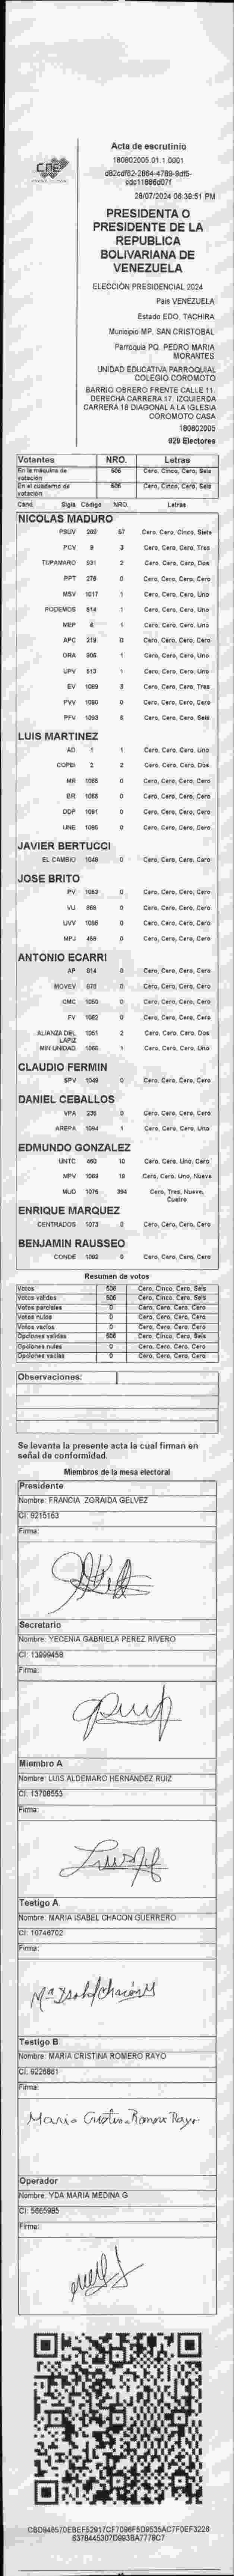 CNE
Acta de escrutinio
180802005.01.1.0001
28/07/2024 06:39:51 PM
PRESIDENTA O
PRESIDENTE DE LA
REPUBLICA
BOLIVARIANA DE
VENEZUELA
ELECCIÓN PRESIDENCIAL 2024
País VENEZUELA
Estado EDO. TACHIRA
Municipio MP. SAN CRISTOBAL
Parroquia PQ. PEDRO MARIA
MORANTES
UNIDAD EDUCATIVA PARROQUIAL
COLEGIO COROMOTO
BARRIO OBRERO FRENTE CALLE 11.
DERECHA CARRERA 17. IZQUIERDA
CARRERA 18 DIAGONAL A LA IGLESIA
COROMOTO CASA
180802005
929 Electores
Votantes NRO. Letras
En la máquina de votación 506 Cero, Cinco, Cero, Seis
En el cuaderno de votación 506 Cero, Cinco, Cero, Seis
Cand. Sigla Código NRO. Letras
NICOLAS MADURO
PSUV 269 57 Cero, Cero, Cinco, Siete
PCV 9 3 Cero, Cero, Cero, Tres
TUPAMARO 931 2 Cero, Cero, Cero, Dos
PPT 276 0 Cero, Cero, Cero, Cero
MSV 1017 1 Cero, Cero, Cero, Uno
PODEMOS 514 1 Cero, Cero, Cero, Uno
MEP 6 1 Cero, Cero, Cero, Uno
APC 219 0 Cero, Cero, Cero, Cero
ORA 906 1 Cero, Cero, Cero, Uno
UPV 513 1 Cero, Cero, Cero, Uno
EV 1089 3 Cero, Cero, Cero, Tres
PVV 1090 0 Cero, Cero, Cero, Cero
PFV 1093 6 Cero, Cero, Cero, Seis
LUIS MARTINEZ
AD 1 1 Cero, Cero, Cero, Uno
COPEI 2 2 Cero, Cero, Cero, Dos
MR 1066 0 Cero, Cero, Cero, Cero
BR 0 Cero, Cero, Cero, Cero
DDP 1091 0 Cero, Cero, Cero, Cero
UNE 1096 0 Cero, Cero, Cero, Cero
JAVIER BERTUCCI
EL CAMBIO 1048 0 Cero, Cero, Cero, Cero
JOSE BRITO
PV 1053 0 Cero, Cero, Cero, Cero
VU 968 0 Cero, Cero, Cero, Cero
UVV 0 Cero, Cero, Cero, Cero
MPJ 458 0 Cero, Cero, Cero, Cero
ANTONIO ECARRI
AP 814 0 Cero, Cero, Cero, Cero
MOVEV 0 Cero, Cero, Cero, Cero
CMC 1050 0 Cero, Cero, Cero, Cero
FV 1062 0 Cero, Cero, Cero, Cero
ALIANZA DEL LAPIZ 1051 2 Cero, Cero, Cero, Dos
MIN UNIDAD 1 Cero, Cero, Cero, Uno
CLAUDIO FERMIN
SPV 1049 0 Cero, Cero, Cero, Cero
DANIEL CEBALLOS
VPA 236 0 Cero, Cero, Cero, Cero
AREPA 1094 1 Cero, Cero, Cero, Uno
EDMUNDO GONZALEZ
UNTC 460 10 Cero, Cero, Uno, Cero
MPV 1069 19 Cero, Cero, Uno, Nueve
MUD 1075 394 Cero, Tres, Nueve, Cuatro
ENRIQUE MARQUEZ
CENTRADOS 1073 0 Cero, Cero, Cero, Cero
BENJAMIN RAUSSEO
CONDE 1092 0 Cero, Cero, Cero, Cero
Resumen de votos
Votos 506 Cero, Cinco, Cero, Seis
Votos validos 506 Cero, Cinco, Cero, Seis
Votos parciales 0 Cero, Cero, Cero, Cero
Votos nulos 0 Cero, Cero, Cero, Cero
Votos vacíos 0 Cero, Cero, Cero, Cero
Opciones validas 506 Cero, Cinco, Cero, Seis
Opciones nulas 0 Cero, Cero, Cero, Cero
Opciones vacías 0 Cero, Cero, Cero, Cero
Observaciones:
Se levanta la presente acta la cual firman en
señal de conformidad.
Miembros de la mesa electoral
Presidente
Nombre: FRANCIA ZORAIDA GELVEZ
CI: 9215163
Firma:
Secretario
Nombre: YECENIA GABRIELA PEREZ RIVERO
CI: 13999458
Firma:
Miembro A
Nombre: LUIS ALDEMARO HERNANDEZ RUIZ
CI: 13708553
Firma:
Testigo A
Nombre: MARIA ISABEL CHACON GUERRERO
CI: 10746702
Firma:
Mª Isabel Chacón
Testigo B
Nombre: MARIA CRISTINA ROMERO RAYO
CI: 9226861
Firma:
Maria Cristina Romero Rayo
Operador
Nombre: YDA MARIA MEDINA G
CI: 5665985
Firma: